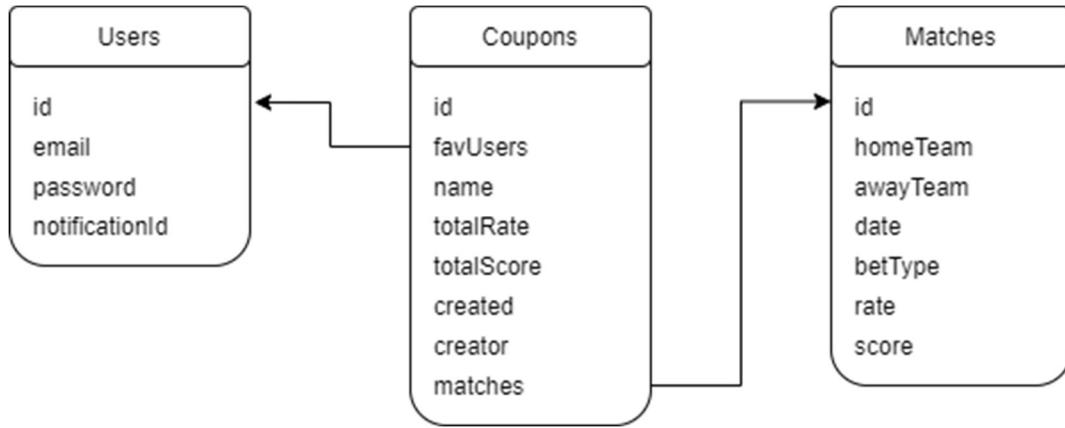 Users
id
email
password
notificationId
Coupons
id
favUsers
name
totalRate
totalScore
created
creator
matches
Matches
id
homeTeam
awayTeam
date
betType
rate
score